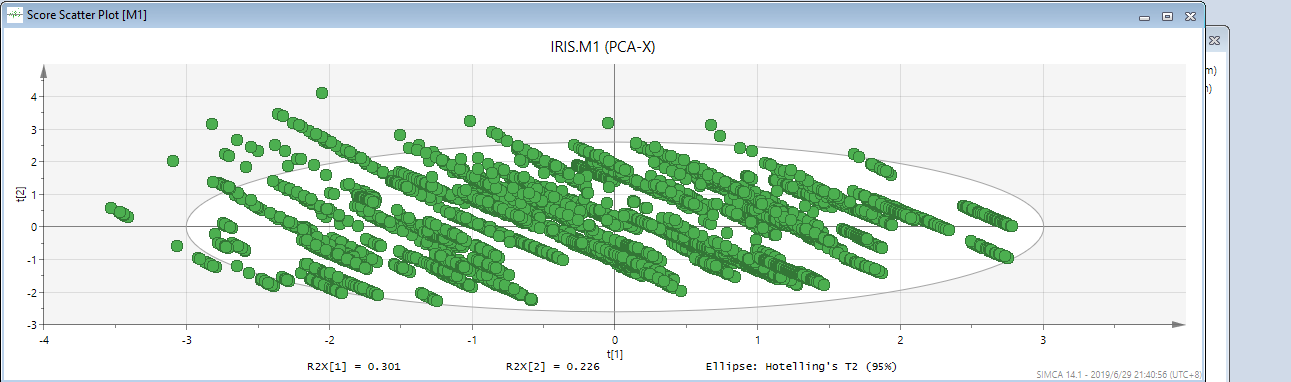 Score Scatter Plot [M1]
IRIS.M1 (PCA-X)
m)
)
4
3
2
1
0
-1
-2
-3
t[2]
-4
-3
-2
-1
0
1
2
3
4
t[1]
R2X[1] = 0.301
R2X[2] = 0.226
Ellipse: Hotelling's T2 (95%)
SIMCA 14.1 - 2019/6/29 21:40:56 (UTC+8)